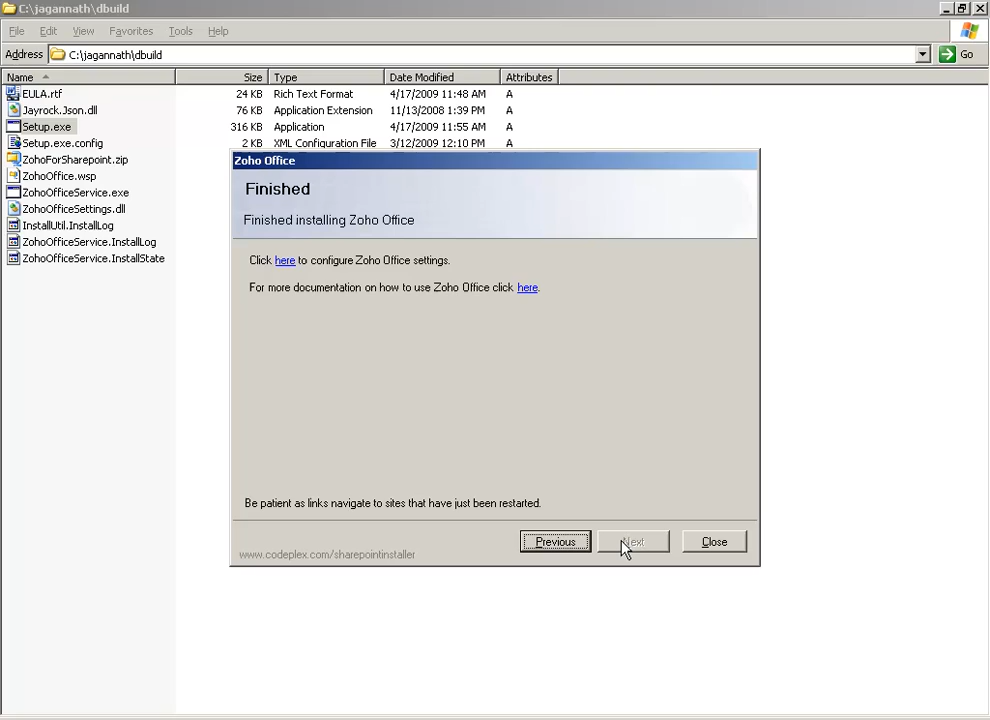 C:\jagannath\dbuild
File Edit View Favorites Tools Help
Address C:\jagannath\dbuild Go
Name Size Type Date Modified Attributes
EULA.rtf 24 KB Rich Text Format 4/17/2009 11:48 AM A
Jayrock.Json.dll 76 KB Application Extension 11/13/2008 1:39 PM A
Setup.exe 316 KB Application 4/17/2009 11:55 AM A
Setup.exe.config 2 KB XML Configuration File 3/12/2009 12:10 PM A
ZohoForSharepoint.zip
ZohoOffice.wsp
ZohoOfficeService.exe
ZohoOfficeSettings.dll
InstallUtil.InstallLog
ZohoOfficeService.InstallLog
ZohoOfficeService.InstallState
Zoho Office
Finished
Finished installing Zoho Office
Click here to configure Zoho Office settings.
For more documentation on how to use Zoho Office click here.
Be patient as links navigate to sites that have just been restarted.
Previous Next Close
www.codeplex.com/sharepointinstaller